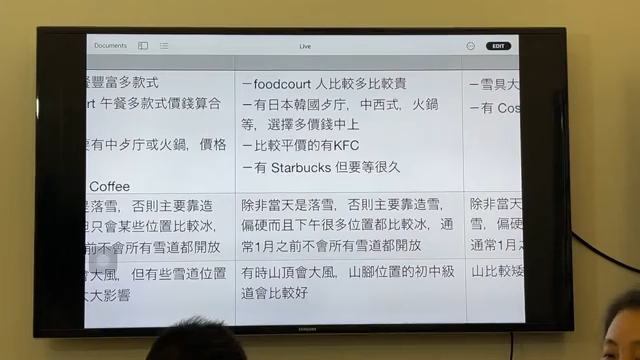 Documents
Live
EDIT
餐豐富多款式
rt 午餐多款式價錢算合
有中歺庁或火鍋，價格
Coffee
－foodcourt 人比較多比較貴
－有日本韓國歺庁，中西式，火鍋
等，選擇多價錢中上
－比較平價的有KFC
－有 Starbucks 但要等很久
－雪具大
－有 Cos
是落雪，否則主要靠造
但只會某些位置比較冰，
前不會所有雪道都開放
除非當天是落雪，否則主要靠造雪，
偏硬而且下午很多位置都比較冰，通
常1月之前不會所有雪道都開放
除非當天
雪，偏硬
通常1月
會大風，但有些雪道位置
大影響
有時山頂會大風，山腳位置的初中級
道會比較好
山比較矮
SAMSUNG